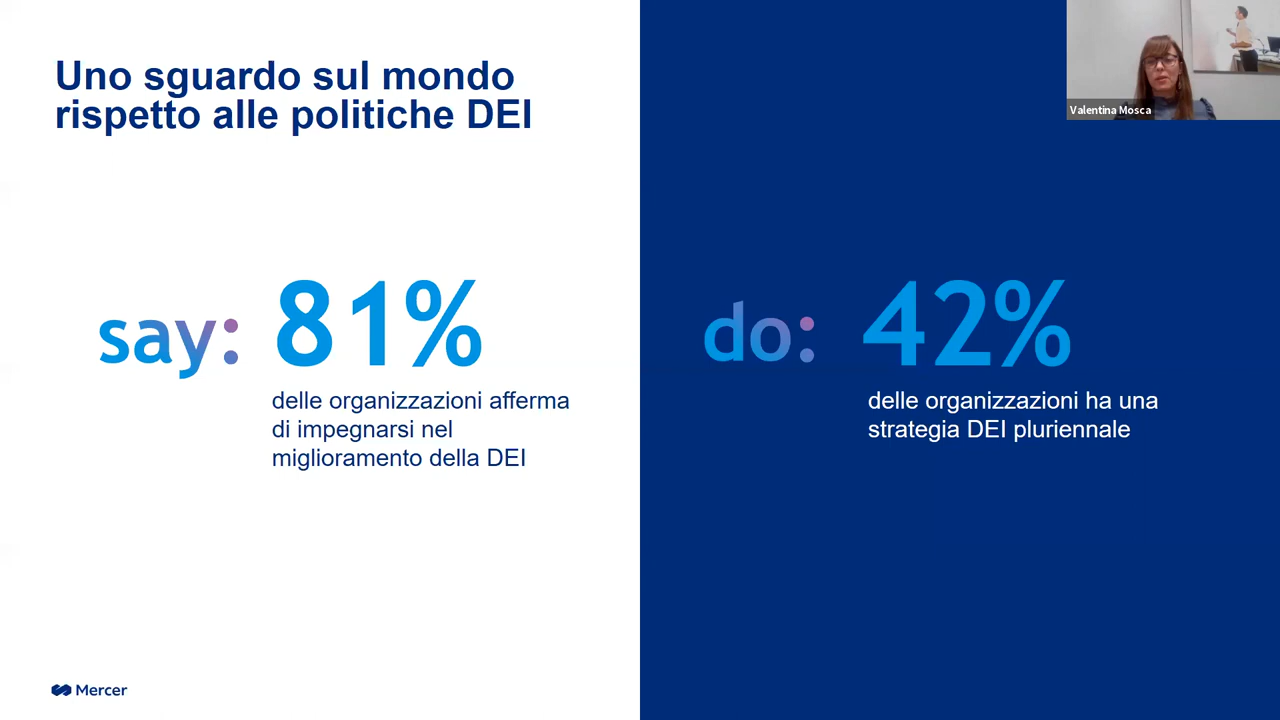 Uno sguardo sul mondo
rispetto alle politiche DEI
say: 81%
delle organizzazioni afferma
di impegnarsi nel
miglioramento della DEI
do: 42%
delle organizzazioni ha una
strategia DEI pluriennale
Valentina Mosca
Mercer